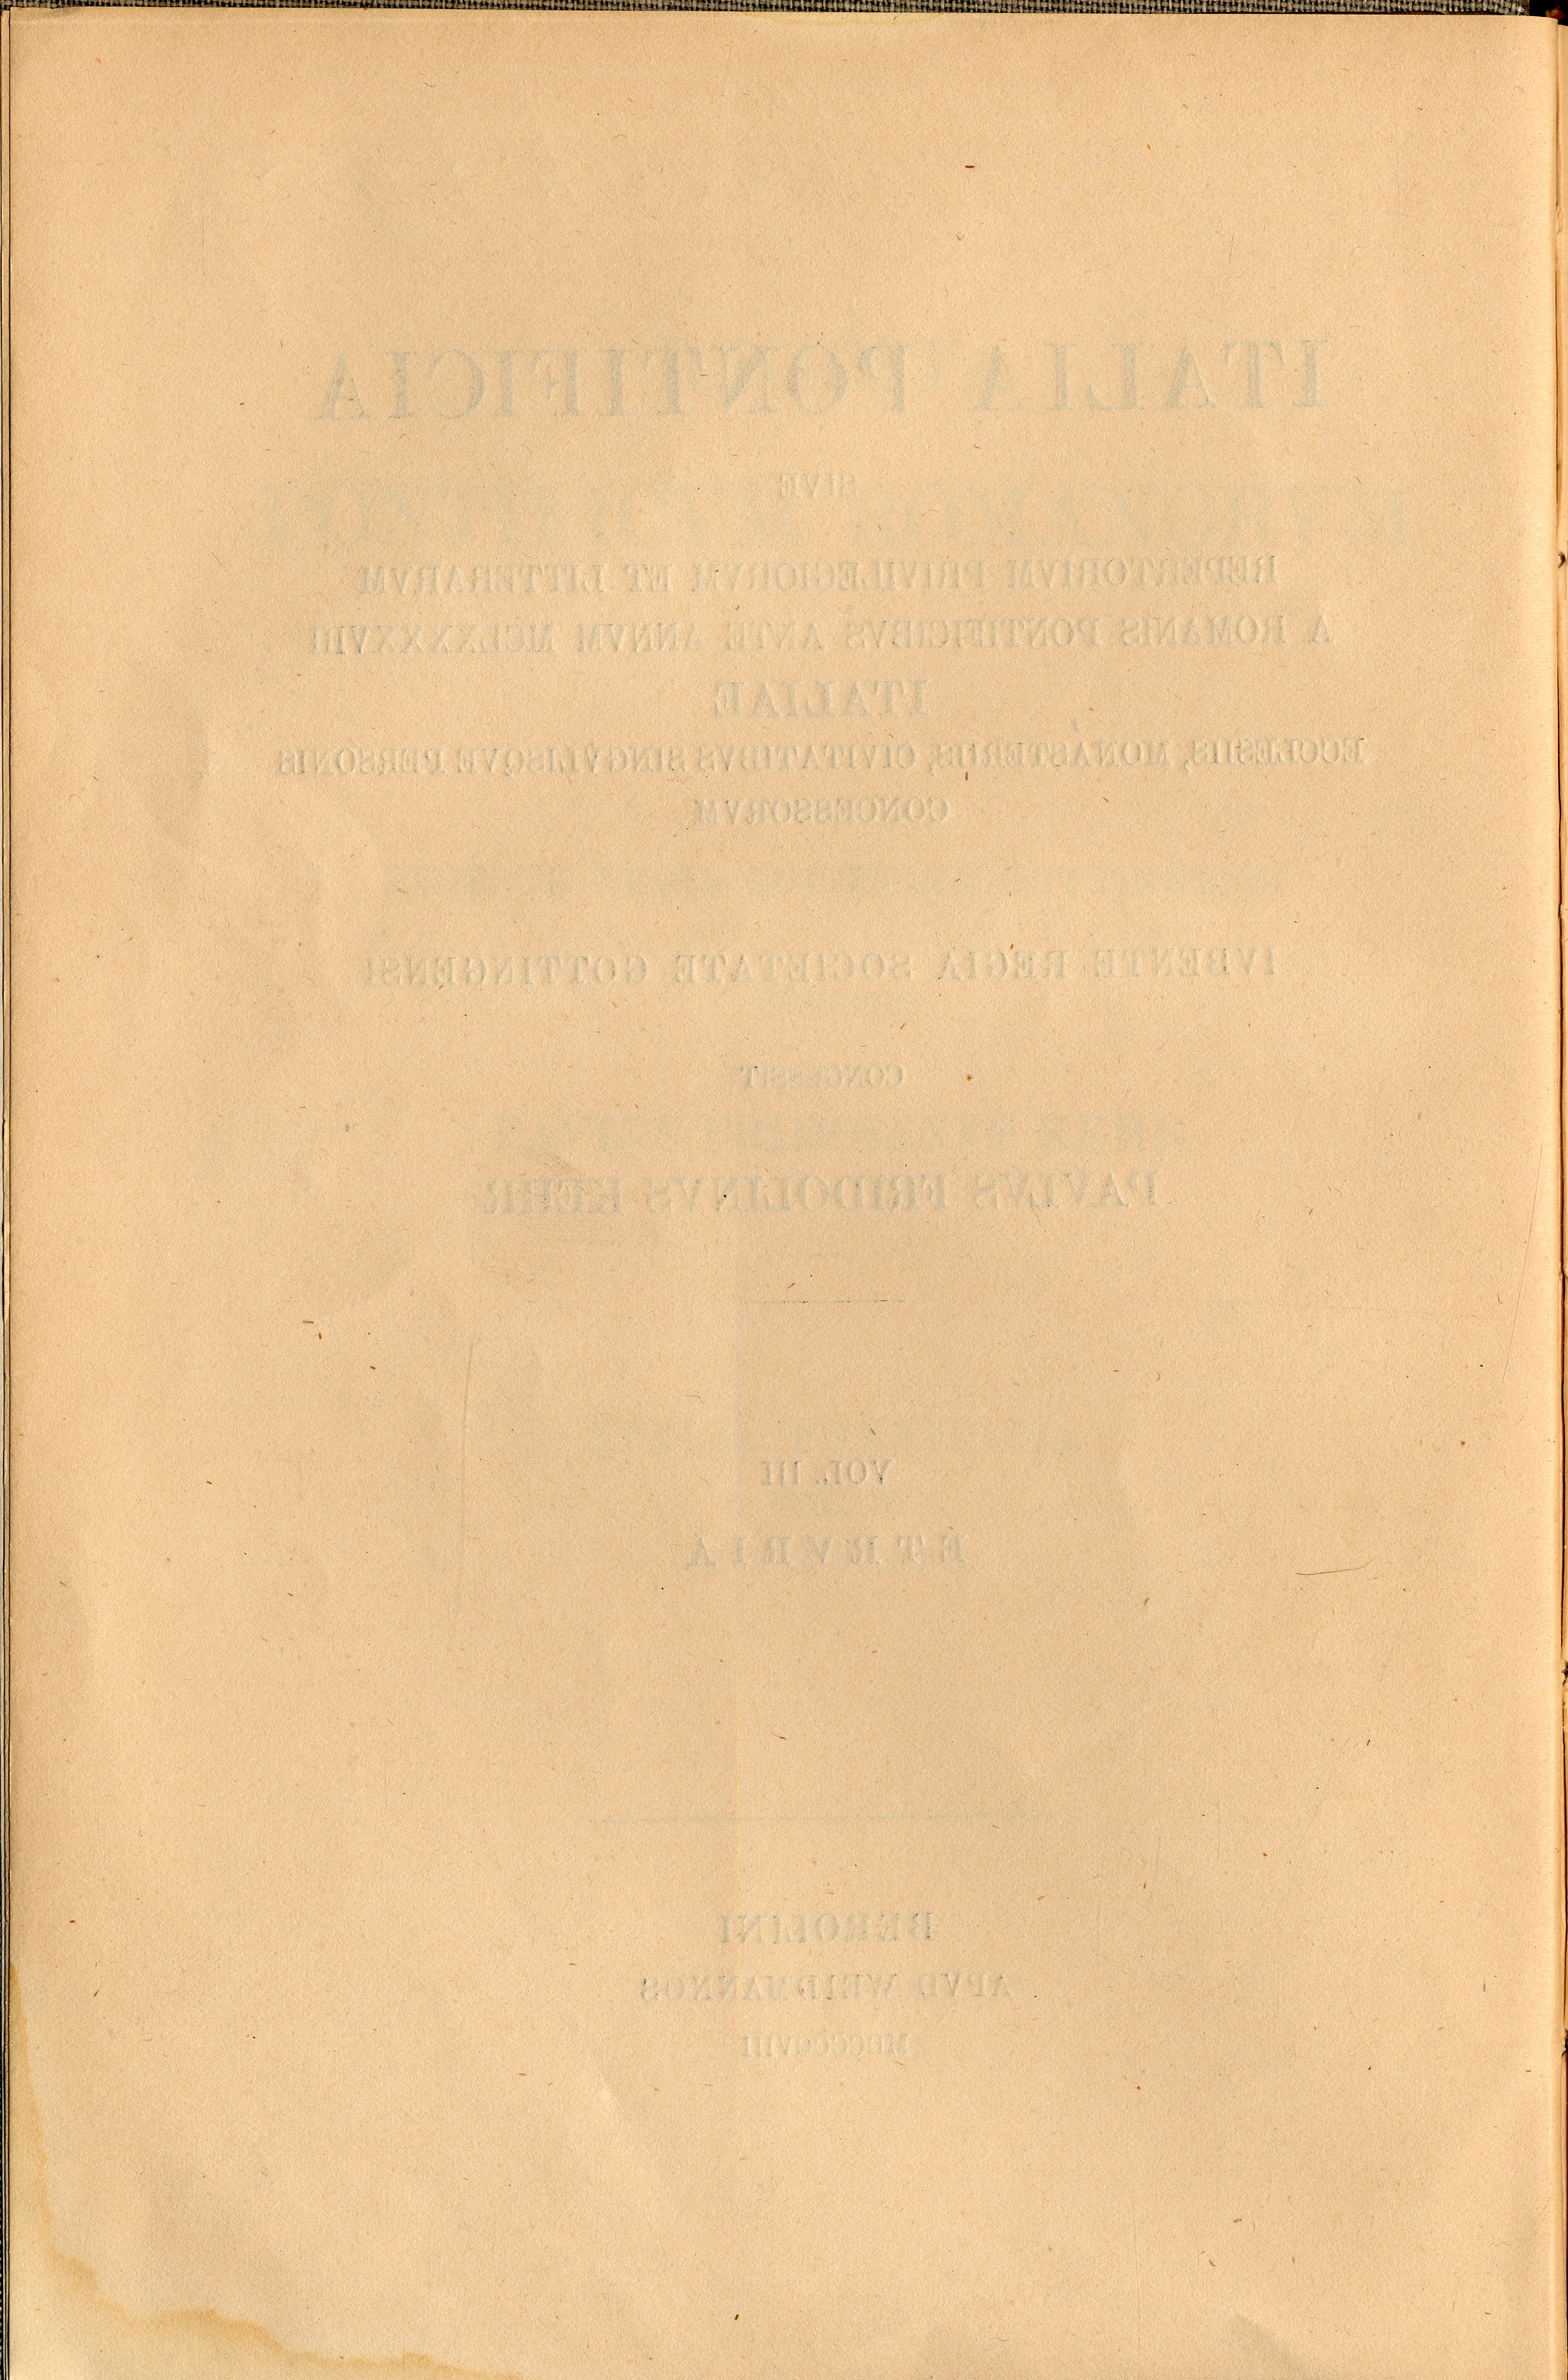 ITALIA PONTIFICIA
SIVE
REPERTORIVM PRIVILEGIORVM ET LITTERARVM
A ROMANIS PONTIFICIBVS ANTE ANNVM MCLXXXXVIII
ITALIAE
ECCLESIIS, MONASTERIIS, CIVITATIBVS SINGVLISQVE PERSONIS
CONCESSORVM
IVBENTE REGIA SOCIETATE GOTTINGENSI
CONGESSIT
PAVLVS FRIDOLINVS KEHR
VOL. III
ETRVRIA
BEROLINI
APVD WEIDMANNOS
MDCCCCVIII